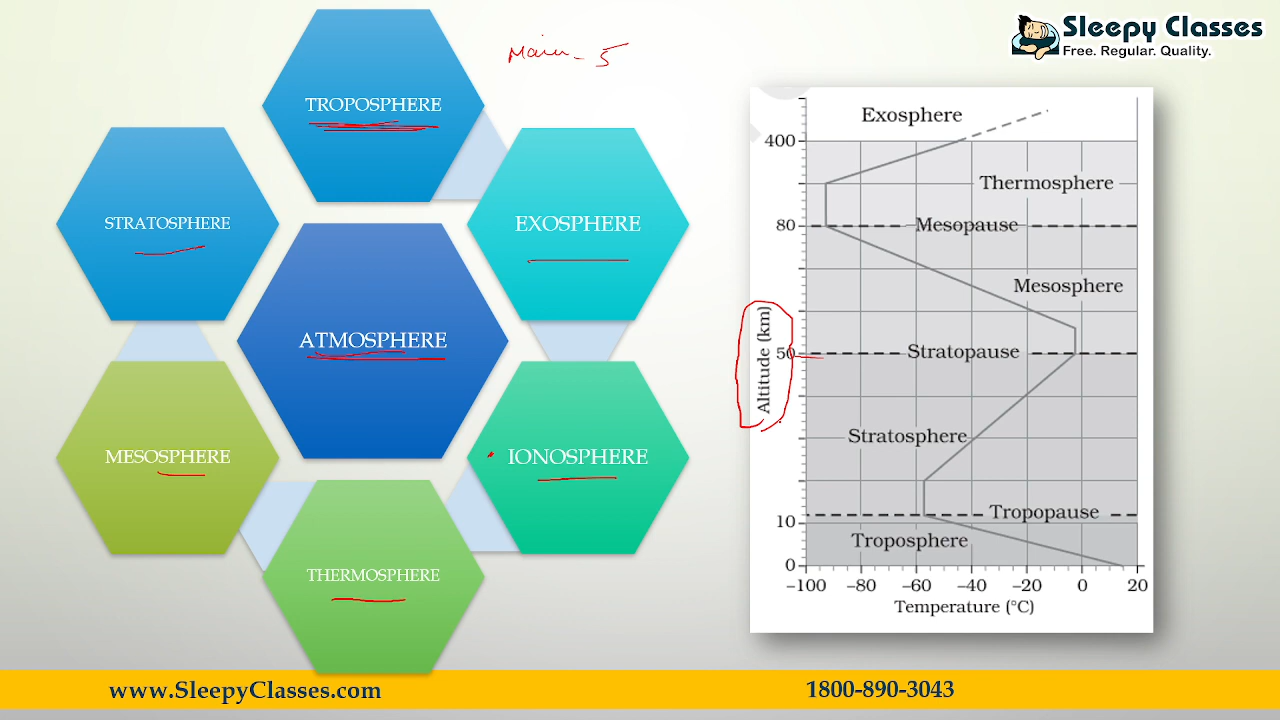 Sleepy Classes
Free. Regular. Quality.
Main - 5
TROPOSPHERE
STRATOSPHERE
EXOSPHERE
ATMOSPHERE
MESOSPHERE
IONOSPHERE
THERMOSPHERE
Exosphere
400
Thermosphere
80
Mesopause
Mesosphere
Altitude (km)
50
Stratopause
Stratosphere
Tropopause
10
Troposphere
0
–100 –80 –60 –40 –20 0 20
Temperature (°C)
www.SleepyClasses.com
1800-890-3043